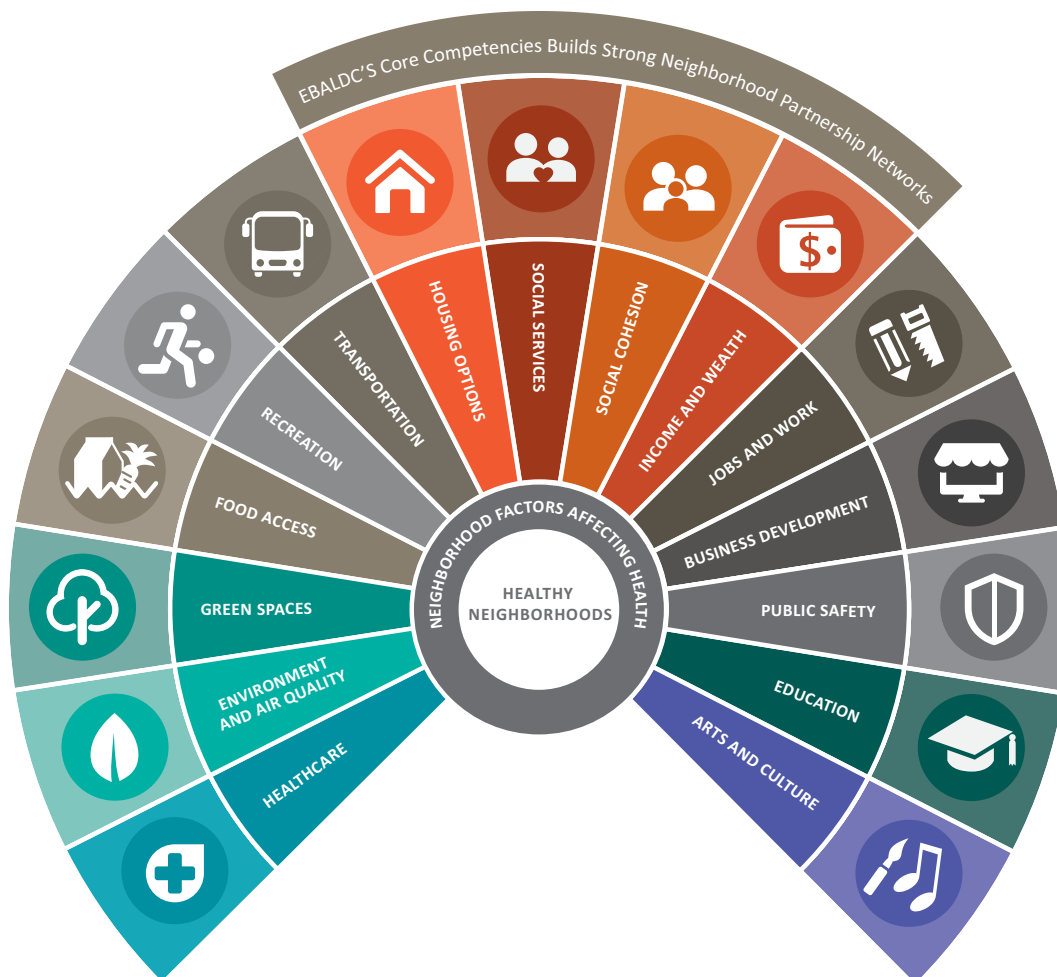 EBALDC'S Core Competencies Builds Strong Neighborhood Partnership Networks
HEALTHCARE
ENVIRONMENT
AND AIR QUALITY
GREEN SPACES
FOOD ACCESS
RECREATION
TRANSPORTATION
HOUSING OPTIONS
SOCIAL SERVICES
SOCIAL COHESION
INCOME AND WEALTH
$
JOBS AND WORK
BUSINESS DEVELOPMENT
PUBLIC SAFETY
EDUCATION
ARTS AND CULTURE
NEIGHBORHOOD FACTORS AFFECTING HEALTH
HEALTHY
NEIGHBORHOODS